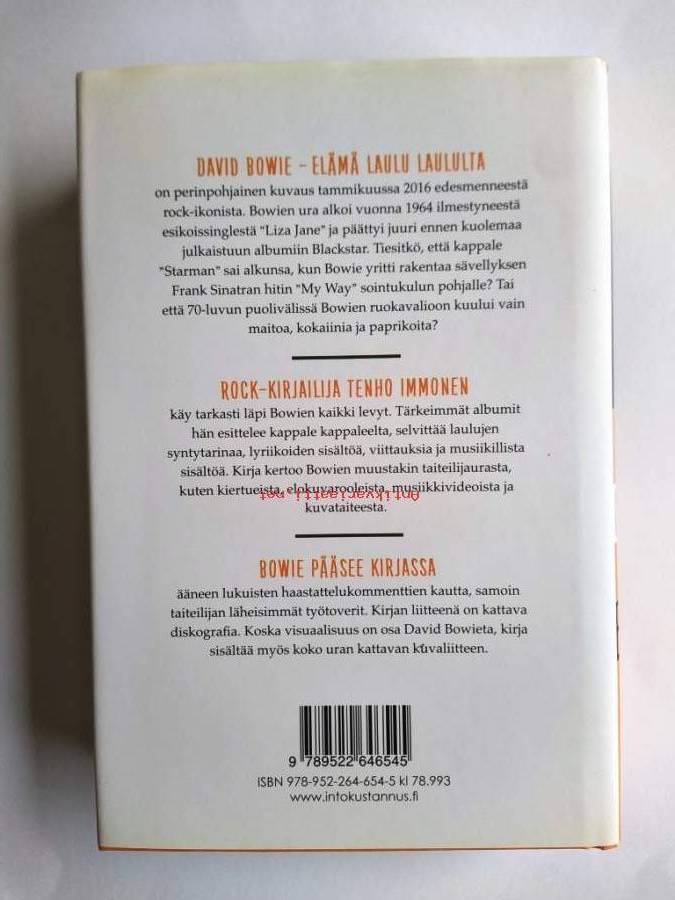 DAVID BOWIE – ELÄMÄ LAULU LAULULTA
on perinpohjainen kuvaus tammikuussa 2016 edesmenneestä
rock-ikonista. Bowien ura alkoi vuonna 1964 ilmestyneestä
esikoissinglestä "Liza Jane" ja päättyi juuri ennen kuolemaa
julkaistuun albumiin Blackstar. Tiesitkö, että kappale
"Starman" sai alkunsa, kun Bowie yritti rakentaa sävellyksen
Frank Sinatran hitin "My Way" sointukulun pohjalle? Tai
että 70-luvun puolivälissä Bowien ruokavalioon kuului vain
maitoa, kokaiinia ja paprikoita?
ROCK-KIRJAILIJA TENHO IMMONEN
käy tarkasti läpi Bowien kaikki levyt. Tärkeimmät albumit
hän esittelee kappale kappaleelta, selvittää laulujen
syntytarinaa, lyriikoiden sisältöä, viittauksia ja musiikillista
sisältöä. Kirja kertoo Bowien muustakin taiteilijaurasta,
kuten kiertueista, elokuvarooleista, musiikkivideoista ja
Antikvariaatti.net
kuvataiteesta.
BOWIE PÄÄSEE KIRJASSA
ääneen lukuisten haastattelukommenttien kautta, samoin
taiteilijan läheisimmät työtoverit. Kirjan liitteenä on kattava
diskografia. Koska visuaalisuus on osa David Bowieta, kirja
sisältää myös koko uran kattavan kuvaliitteen.
9 789522 646545
ISBN 978-952-264-654-5 kl 78.993
www.intokustannus.fi